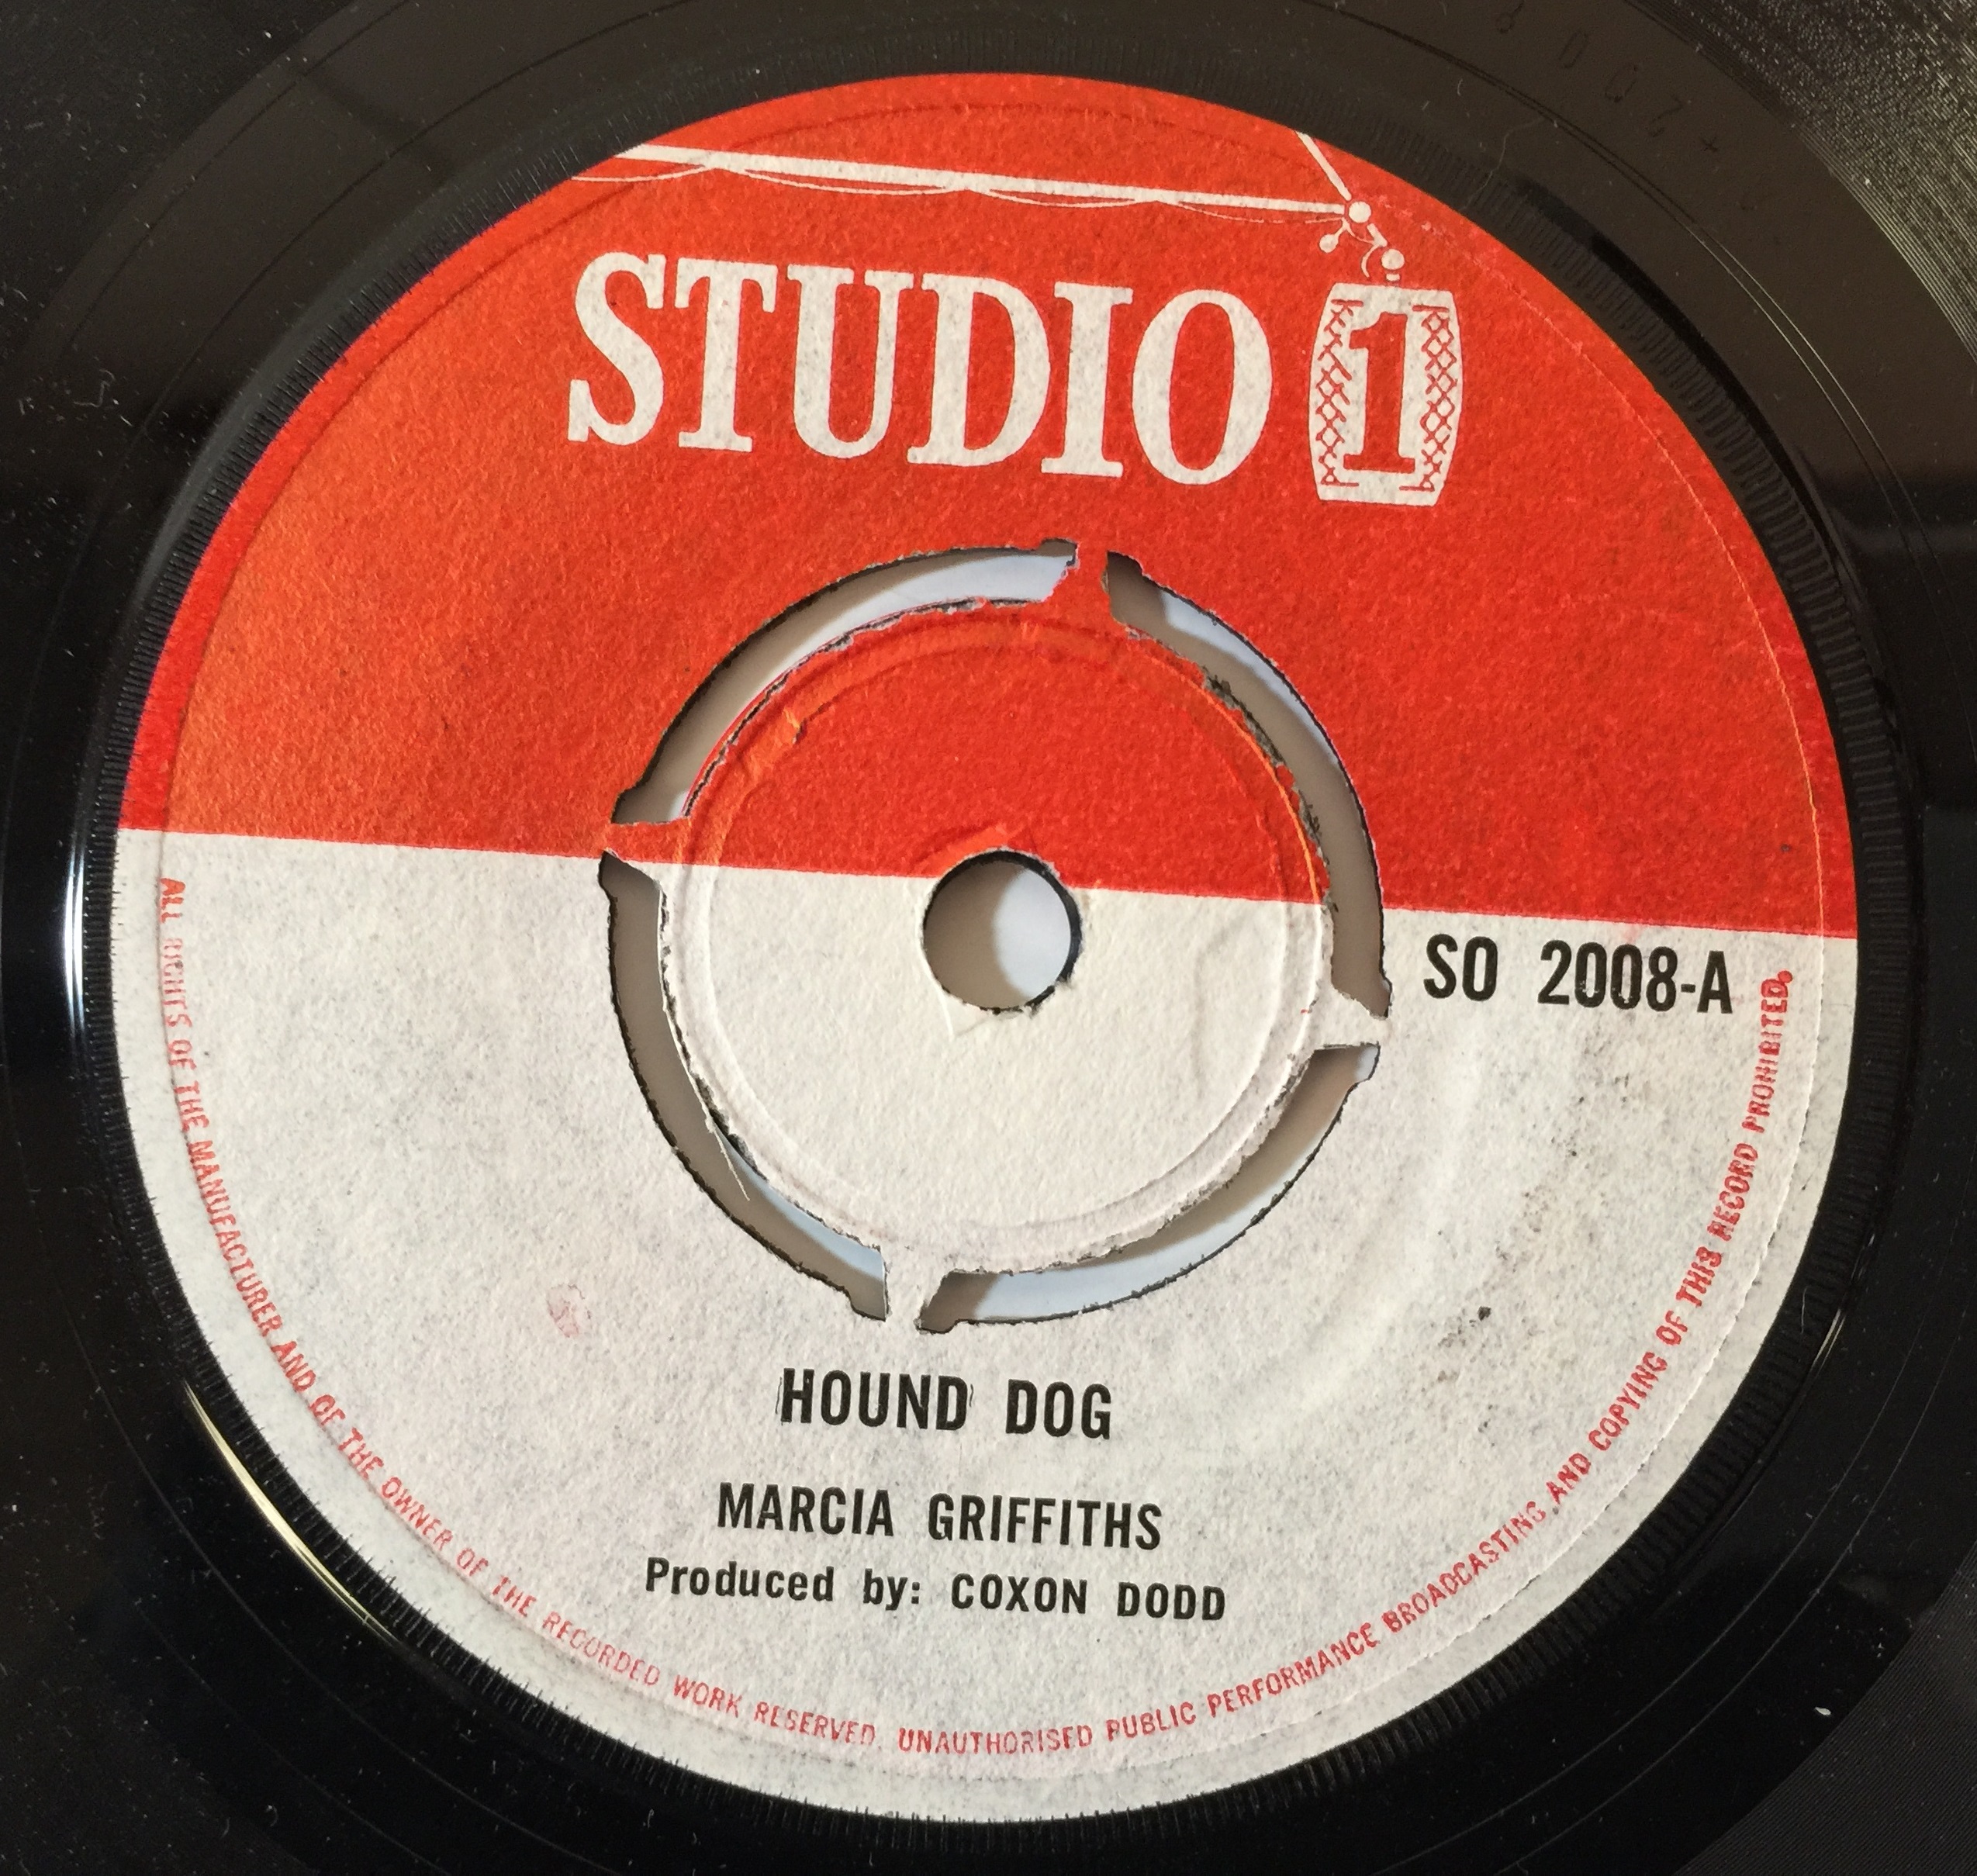 STUDIO 1
SO 2008-A
HOUND DOG
MARCIA GRIFFITHS
Produced by: COXON DODD
ALL RIGHTS OF THE MANUFACTURER AND OF THE OWNER OF THE RECORDED WORK RESERVED. UNAUTHORISED PUBLIC PERFORMANCE BROADCASTING AND COPYING OF THIS RECORD PROHIBITED.